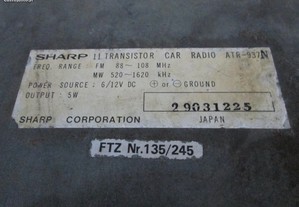 SHARP 11 TRANSISTOR CAR RADIO ATR-937N
FREQ. RANGE : FM 88~108 MHz
MW 520~1620 kHz
POWER SOURCE : 6/12V DC ⊕ or ⊖ GROUND
OUTPUT : 5W
29031225
SHARP CORPORATION JAPAN
FTZ Nr.135/245